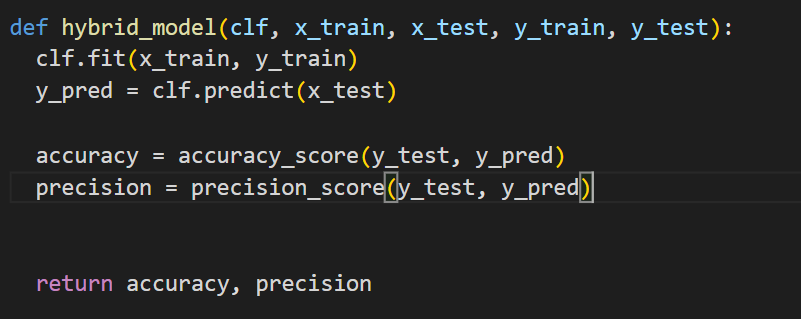 def hybrid_model(clf, x_train, x_test, y_train, y_test):
  clf.fit(x_train, y_train)
  y_pred = clf.predict(x_test)
  accuracy = accuracy_score(y_test, y_pred)
  precision = precision_score(y_test, y_pred)
  return accuracy, precision